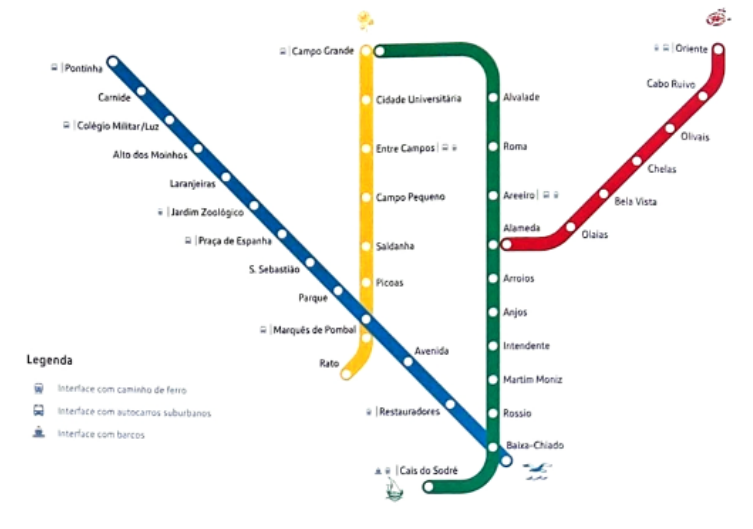 Campo Grande
Oriente
Pontinha
Cabo Ruivo
Carnide
Cidade Universitária
Alvalade
Colégio Militar/Luz
Olivais
Alto dos Moinhos
Entre Campos
Roma
Chelas
Laranjeiras
Campo Pequeno
Areeiro
Bela Vista
Jardim Zoológico
Alameda
Olaias
Praça de Espanha
Saldanha
S. Sebastião
Picoas
Arroios
Parque
Anjos
Marquês de Pombal
Avenida
Intendente
Rato
Martim Moniz
Restauradores
Rossio
Baixa-Chiado
Cais do Sodré
Legenda
Interface com caminho de ferro
Interface com autocarros suburbanos
Interface com barcos